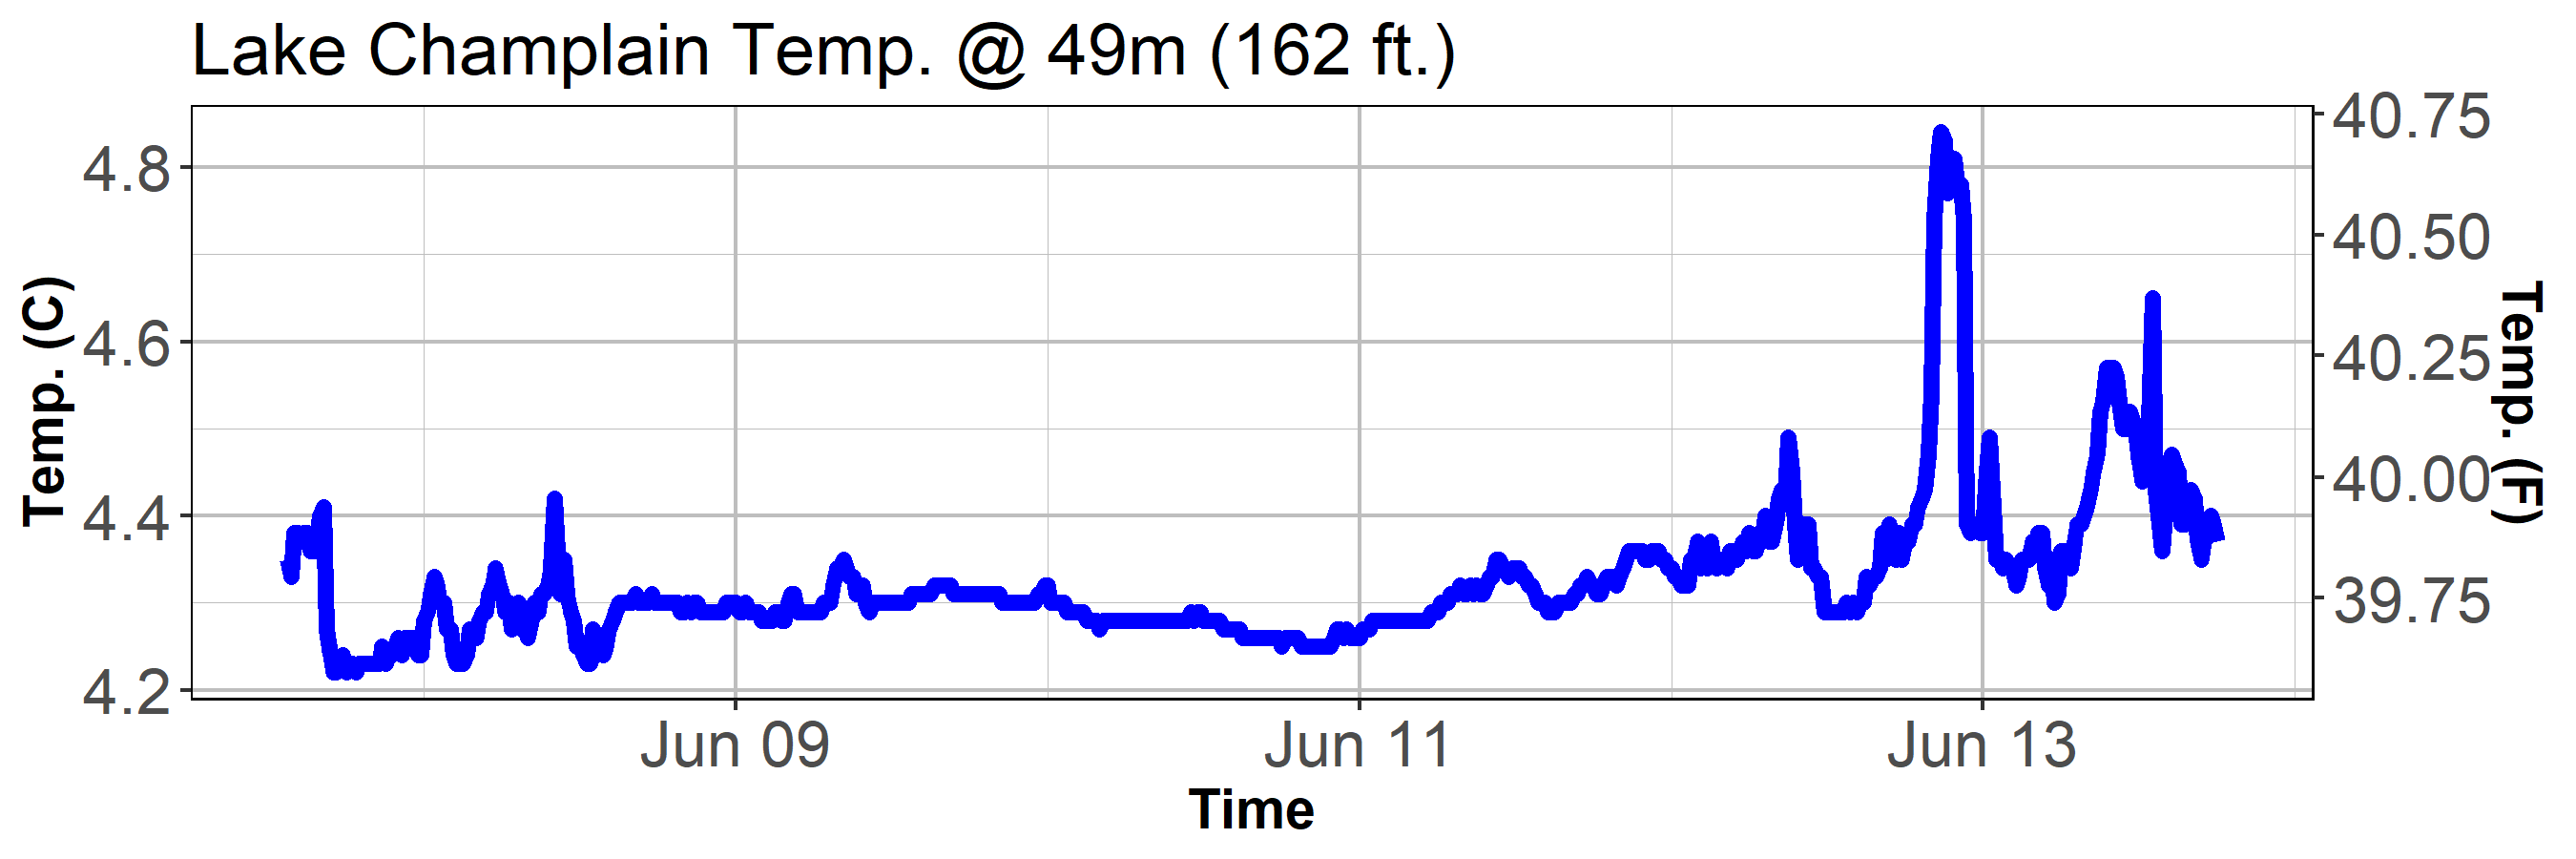 Lake Champlain Temp. @ 49m (162 ft.)
Temp. (C)
4.8
4.6
4.4
4.2
40.75
40.50
40.25
40.00
39.75
Temp. (F)
Jun 09
Jun 11
Jun 13
Time